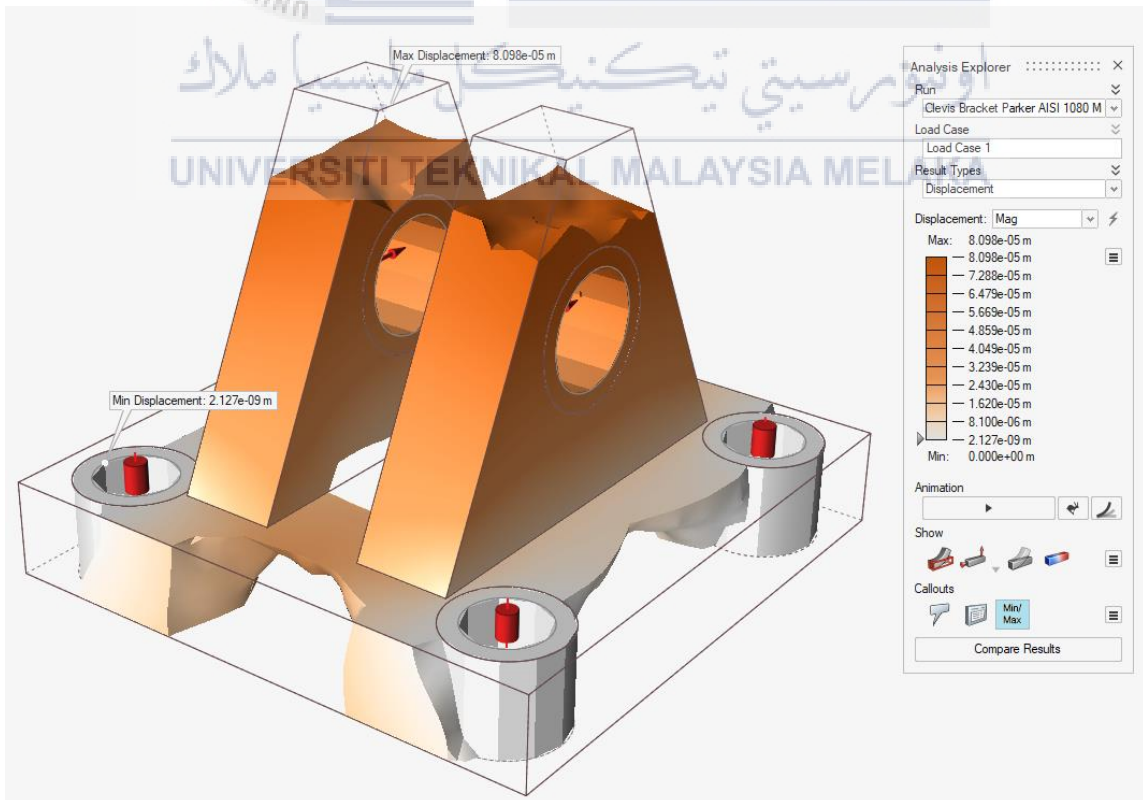 Max Displacement: 8.098e-05 m
اونيۏرسيتي تيكنيكل مليسيا ملاك
UNIVERSITI TEKNIKAL MALAYSIA MELAKA
Min Displacement: 2.127e-09 m
Analysis Explorer
Run
Clevis Bracket Parker AISI 1080 M
Load Case
Load Case 1
Result Types
Displacement
Displacement: Mag
Max: 8.098e-05 m
8.098e-05 m
7.288e-05 m
6.479e-05 m
5.669e-05 m
4.859e-05 m
4.049e-05 m
3.239e-05 m
2.430e-05 m
1.620e-05 m
8.100e-06 m
2.127e-09 m
Min: 0.000e+00 m
Animation
Show
Callouts
Min/
Max
Compare Results